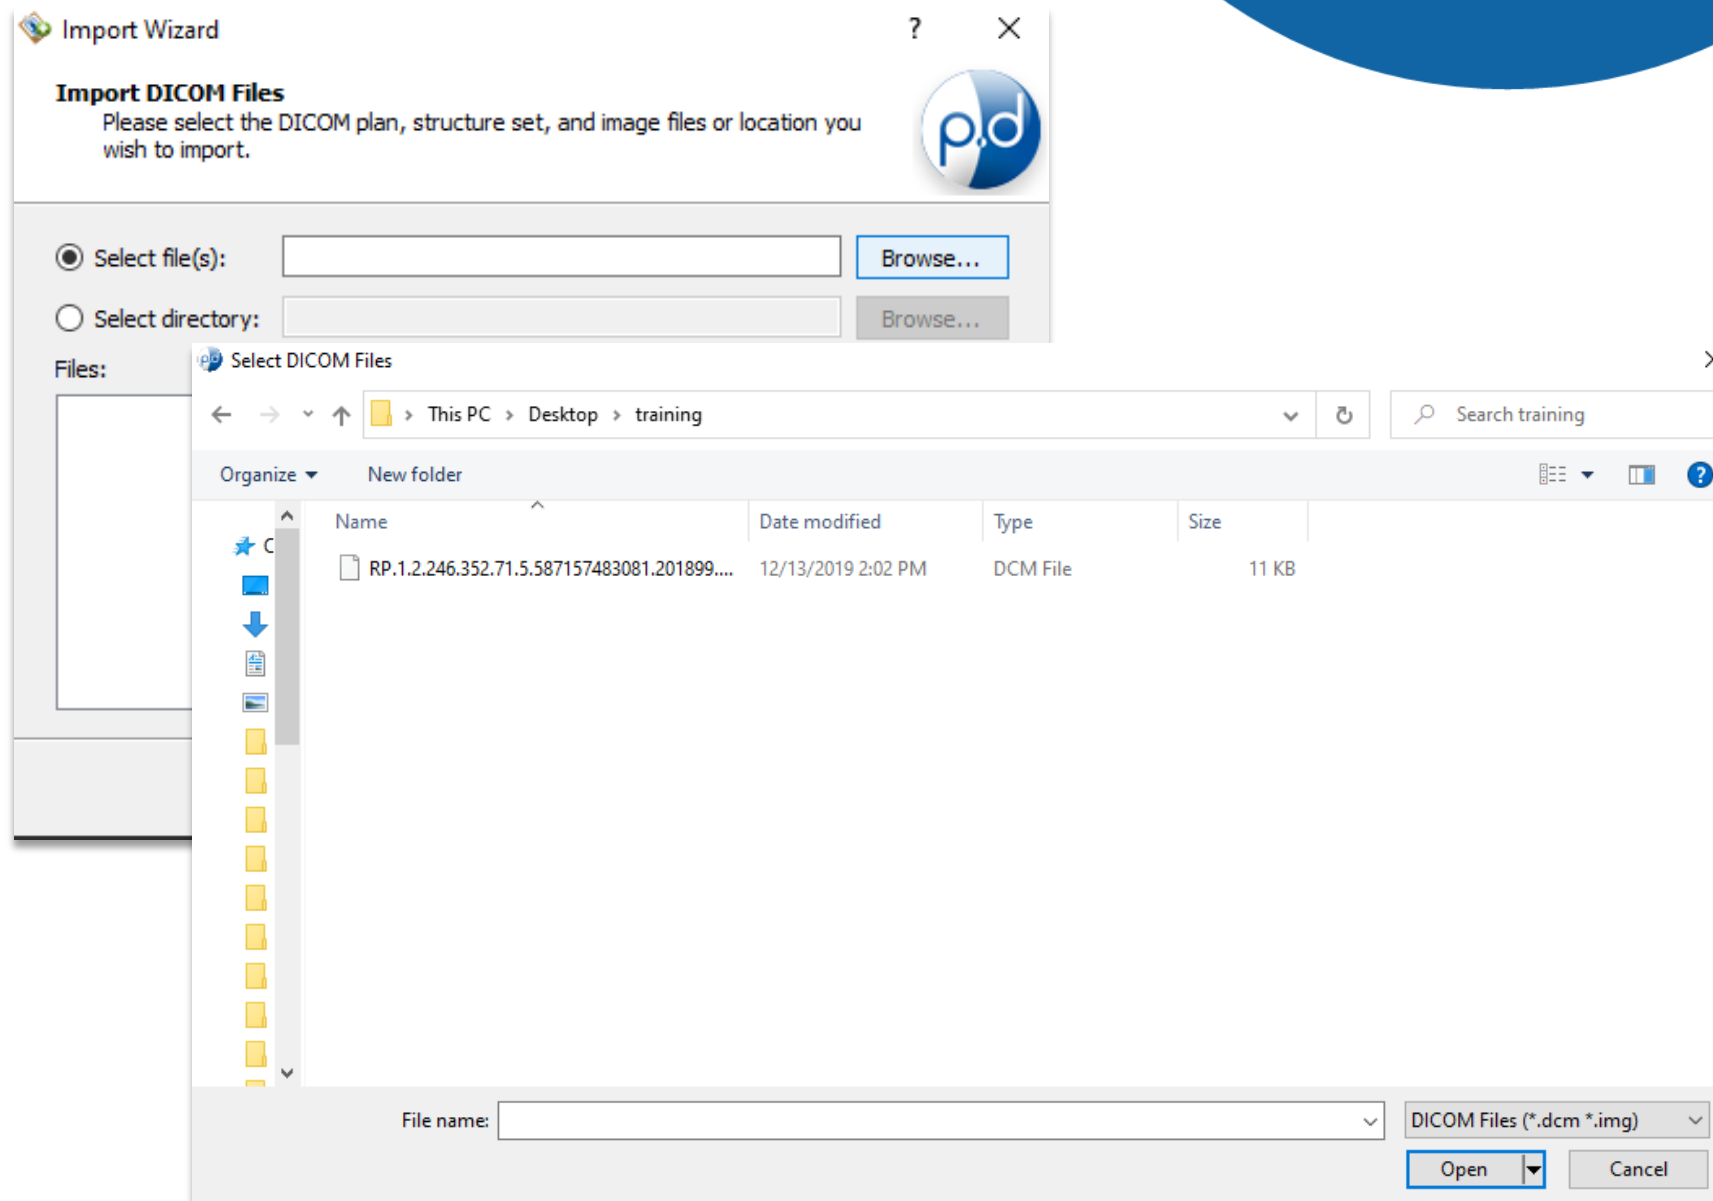 Import Wizard
?
Import DICOM Files
Please select the DICOM plan, structure set, and image files or location you
wish to import.
p.d
Select file(s):
Browse...
Select directory:
Browse...
Files:
Select DICOM Files
This PC > Desktop > training
Search training
Organize
New folder
?
Name
Date modified
Type
Size
C
RP.1.2.246.352.71.5.587157483081.201899....
12/13/2019 2:02 PM
DCM File
11 KB
File name:
DICOM Files (*.dcm *.img)
Open
Cancel